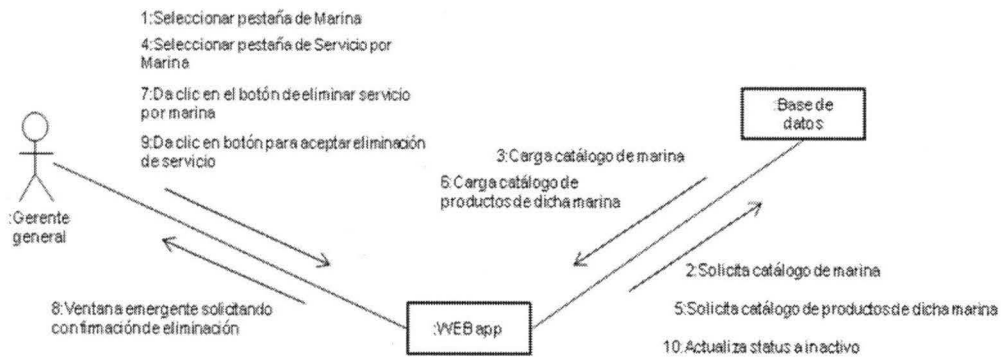 1:Seleccionar pestaña de Marina
4:Seleccionar pestaña de Servicio por
Marina
7:Da clic en el botón de eliminar servicio
por marina
9:Da clic en botón para aceptar eliminación
de servicio
:Base de
datos
3:Carga catálogo de marina
6:Carga catálogo de
productos de dicha marina
:Gerente
general
2:Solicita catálogo de marina
8:Ventana emergente solicitando
confirmación de eliminación
:WEB app
5:Solicita catálogo de productos de dicha marina
10:Actualiza status a inactivo